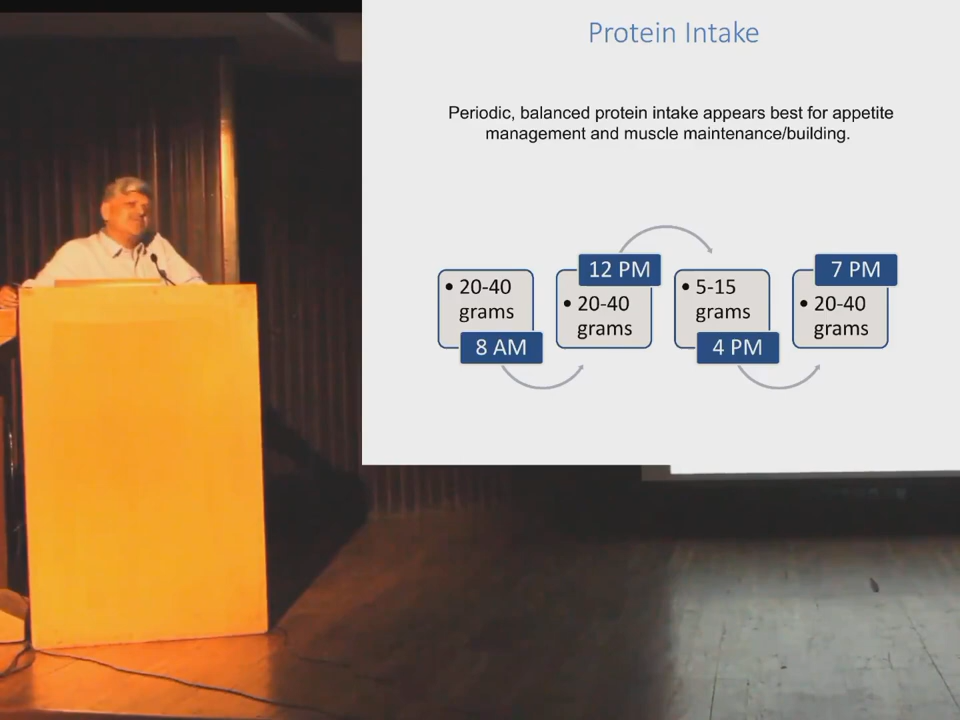 Protein Intake
Periodic, balanced protein intake appears best for appetite
management and muscle maintenance/building.
• 20-40
grams
8 AM
12 PM
• 20-40
grams
• 5-15
grams
4 PM
7 PM
• 20-40
grams